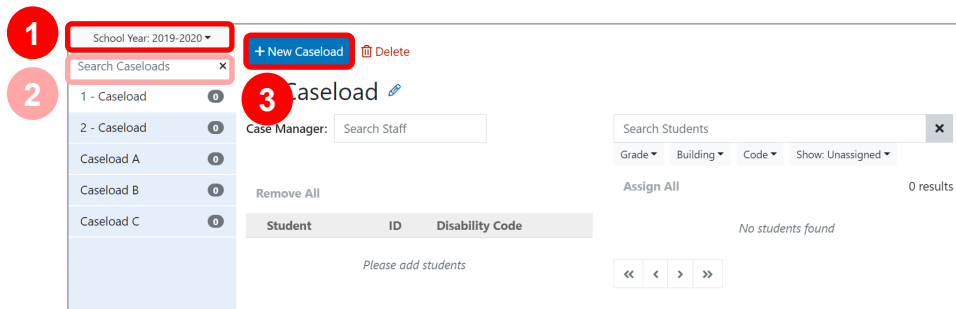 1
School Year: 2019-2020
Search Caseloads ×
2
1 - Caseload 0
2 - Caseload 0
Caseload A 0
Caseload B 0
Caseload C 0
+ New Caseload Delete
3
Caseload
Case Manager: Search Staff
Remove All
Student ID Disability Code
Please add students
Search Students ×
Grade Building Code Show: Unassigned
Assign All 0 results
No students found
« ‹ › »